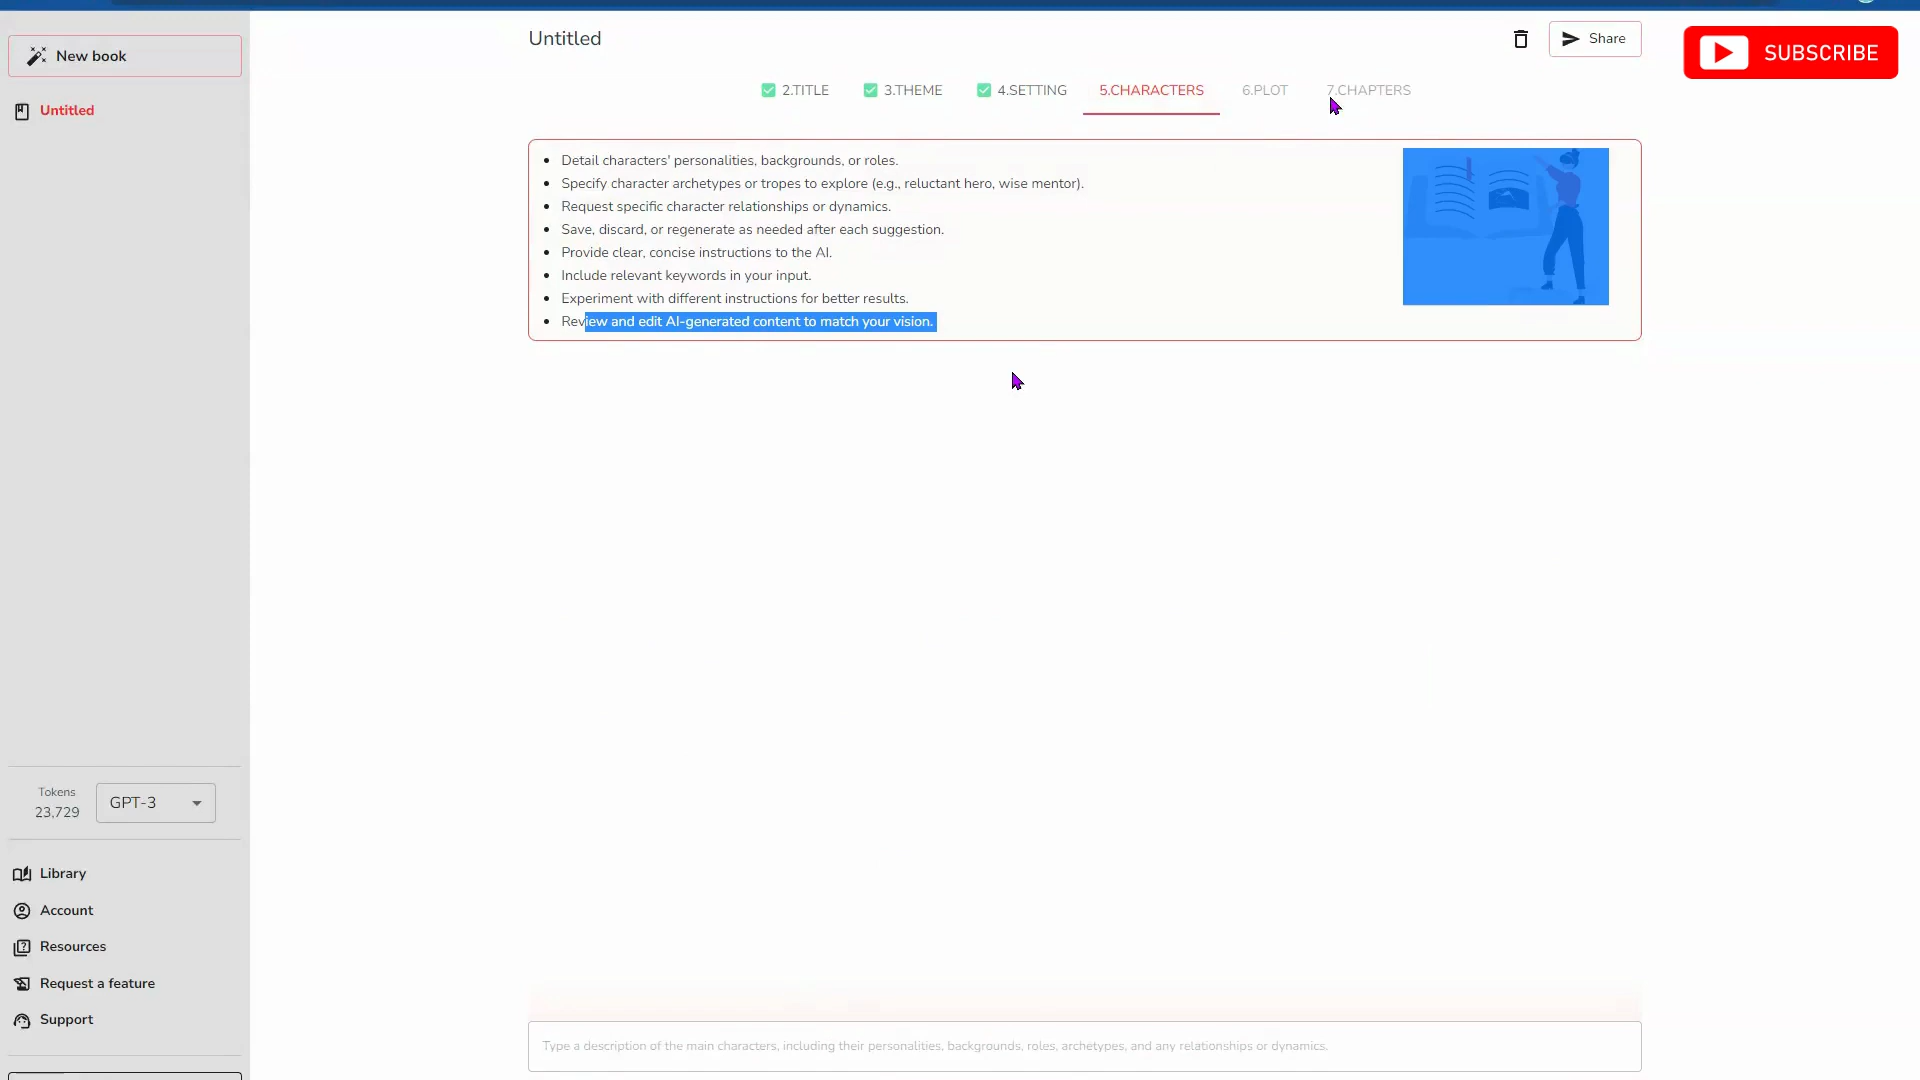 Untitled
Share
SUBSCRIBE
New book
Untitled
2.TITLE
3.THEME
4.SETTING
5.CHARACTERS
6.PLOT
7.CHAPTERS
Detail characters' personalities, backgrounds, or roles.
Specify character archetypes or tropes to explore (e.g., reluctant hero, wise mentor).
Request specific character relationships or dynamics.
Save, discard, or regenerate as needed after each suggestion.
Provide clear, concise instructions to the AI.
Include relevant keywords in your input.
Experiment with different instructions for better results.
Review and edit AI-generated content to match your vision.
Tokens
23,729
GPT-3
Library
Account
Resources
Request a feature
Support
Type a description of the main characters, including their personalities, backgrounds, roles, archetypes, and any relationships or dynamics.